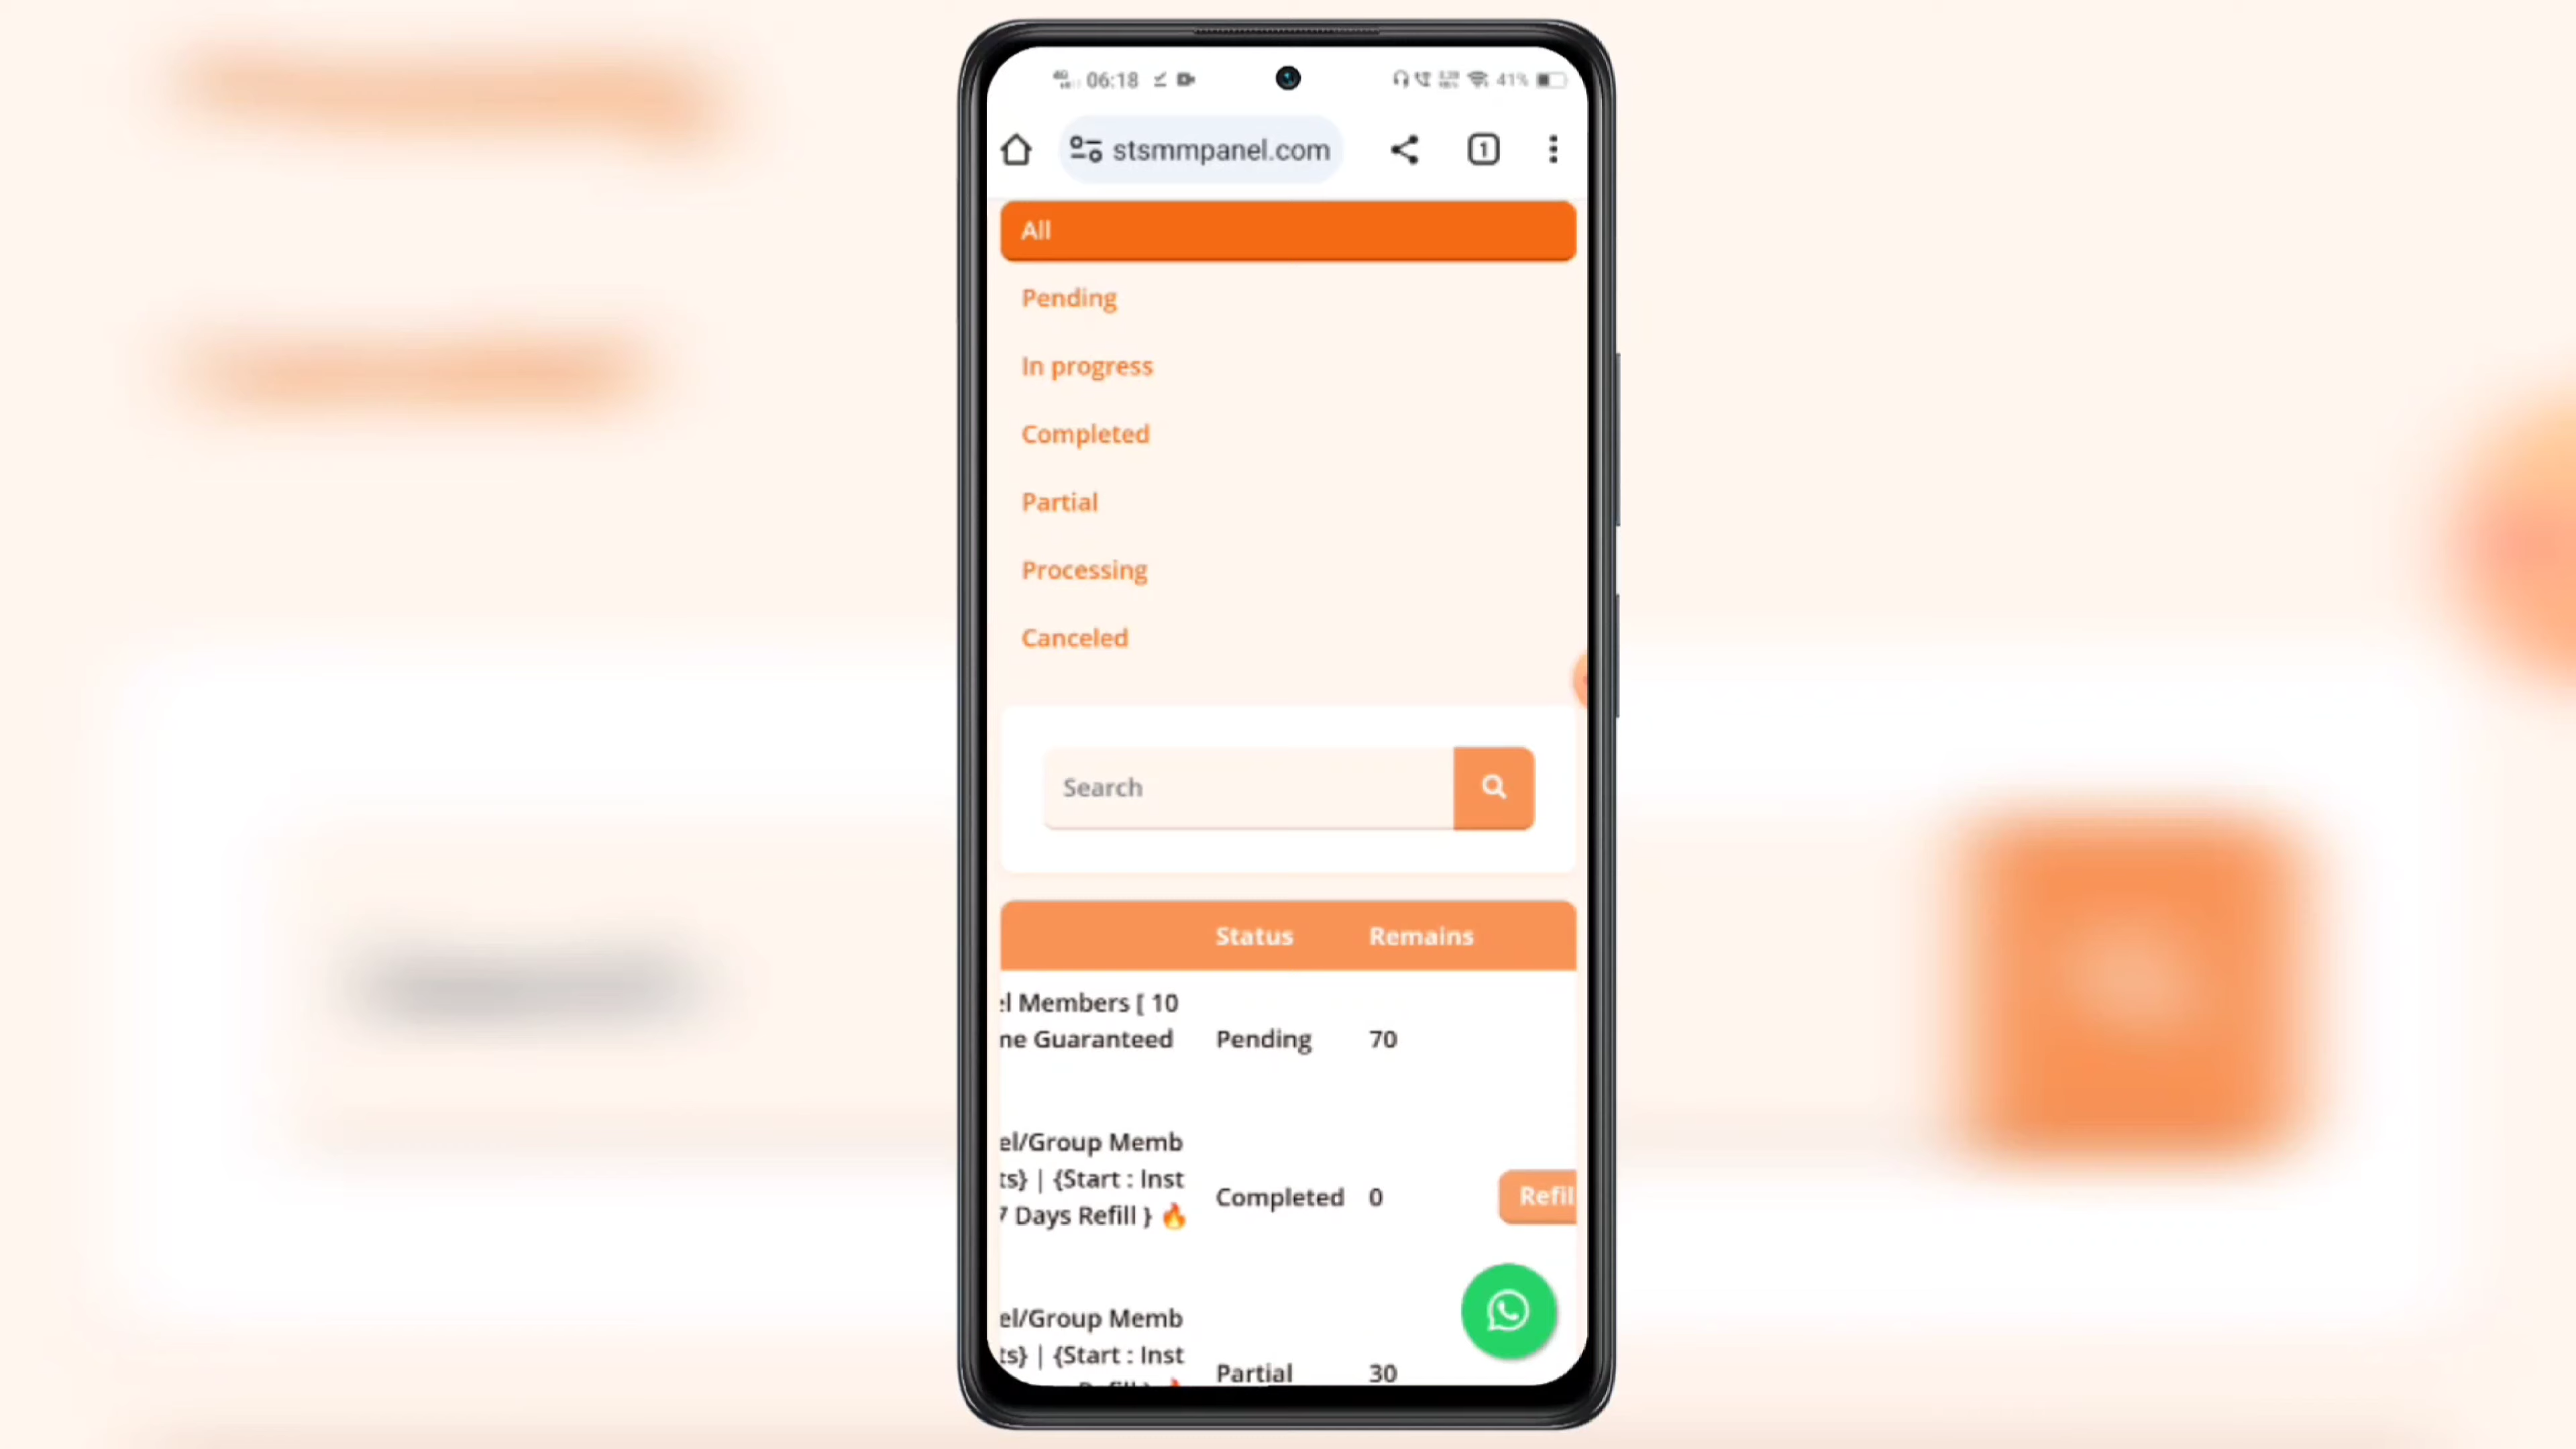 06:18
41%
stsmmpanel.com
1
All
Pending
In progress
Completed
Partial
Processing
Canceled
Search
Status Remains
el Members [ 10
me Guaranteed
Pending 70
el/Group Memb
ts} | {Start : Inst
7 Days Refill } 🔥
Completed 0
Refil
el/Group Memb
ts} | {Start : Inst
Partial 30